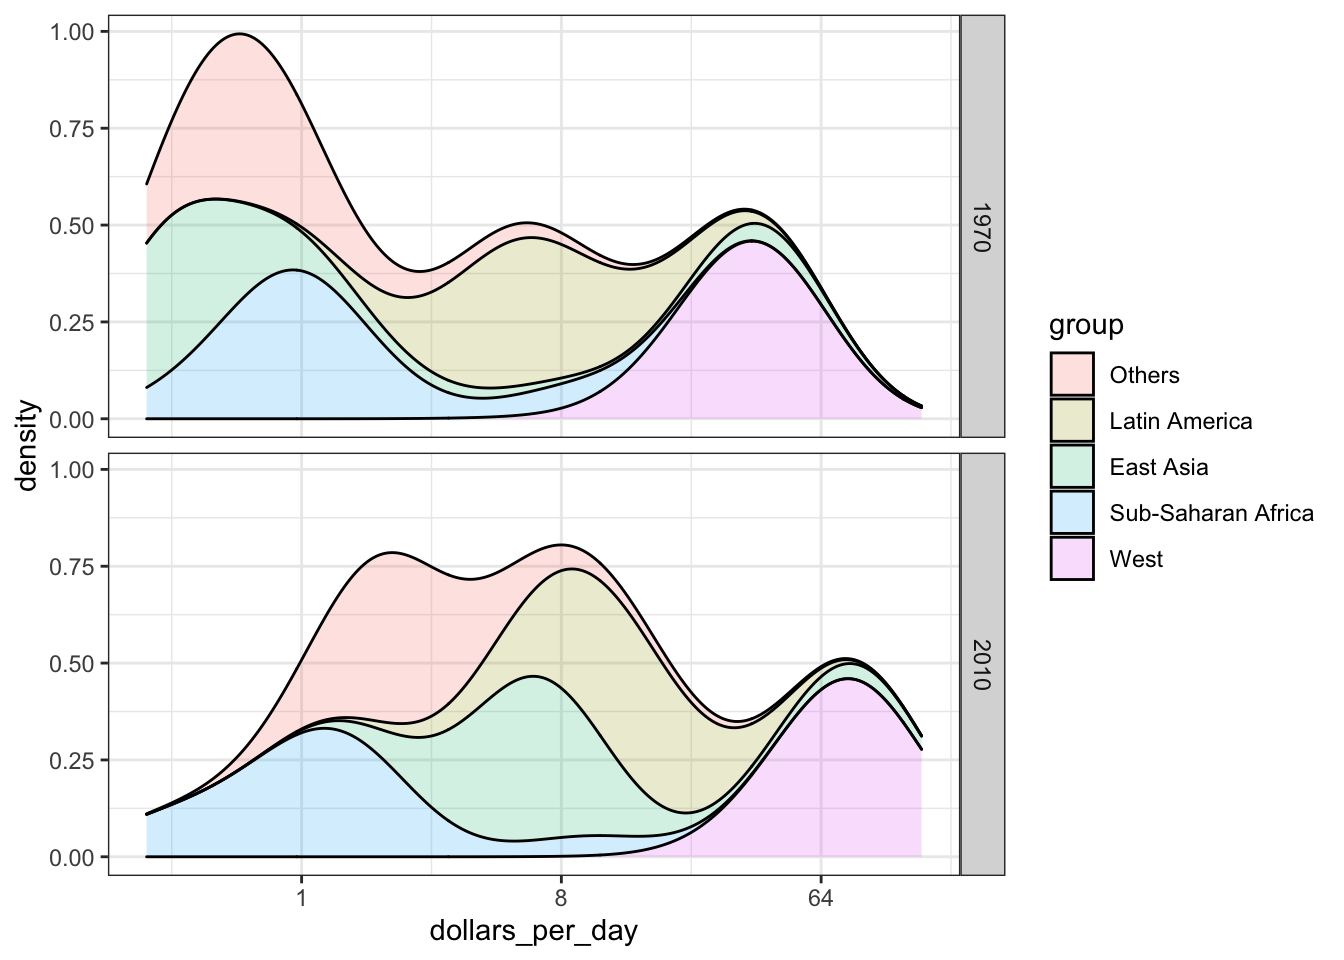 1.00
0.75
0.50
0.25
0.00
1970
1.00
0.75
0.50
0.25
0.00
2010
density
1 8 64
dollars_per_day
group
Others
Latin America
East Asia
Sub-Saharan Africa
West